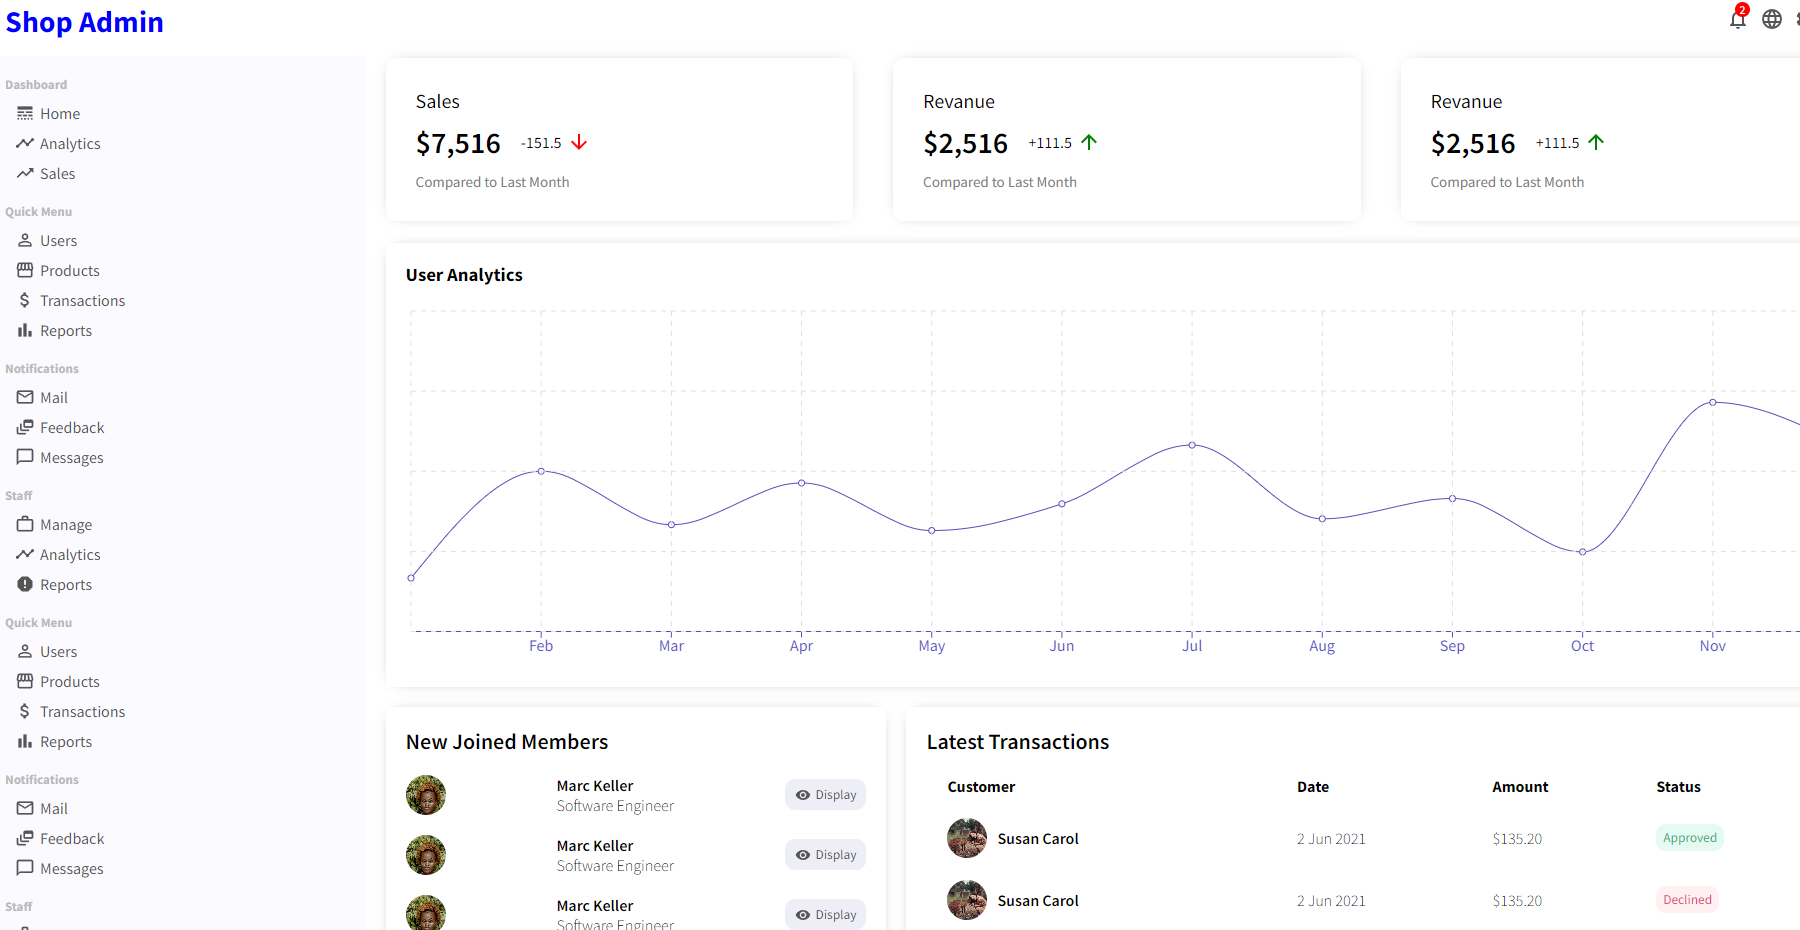 Shop Admin
2
Dashboard
Home
Analytics
Sales
Quick Menu
Users
Products
Transactions
Reports
Notifications
Mail
Feedback
Messages
Staff
Manage
Analytics
Reports
Quick Menu
Users
Products
Transactions
Reports
Notifications
Mail
Feedback
Messages
Staff
Sales
$7,516 -151.5
Compared to Last Month
Revanue
$2,516 +111.5
Compared to Last Month
Revanue
$2,516 +111.5
Compared to Last Month
User Analytics
Feb Mar Apr May Jun Jul Aug Sep Oct Nov
New Joined Members
Marc Keller
Software Engineer
Display
Marc Keller
Software Engineer
Display
Marc Keller
Software Engineer
Display
Latest Transactions
Customer Date Amount Status
Susan Carol 2 Jun 2021 $135.20 Approved
Susan Carol 2 Jun 2021 $135.20 Declined